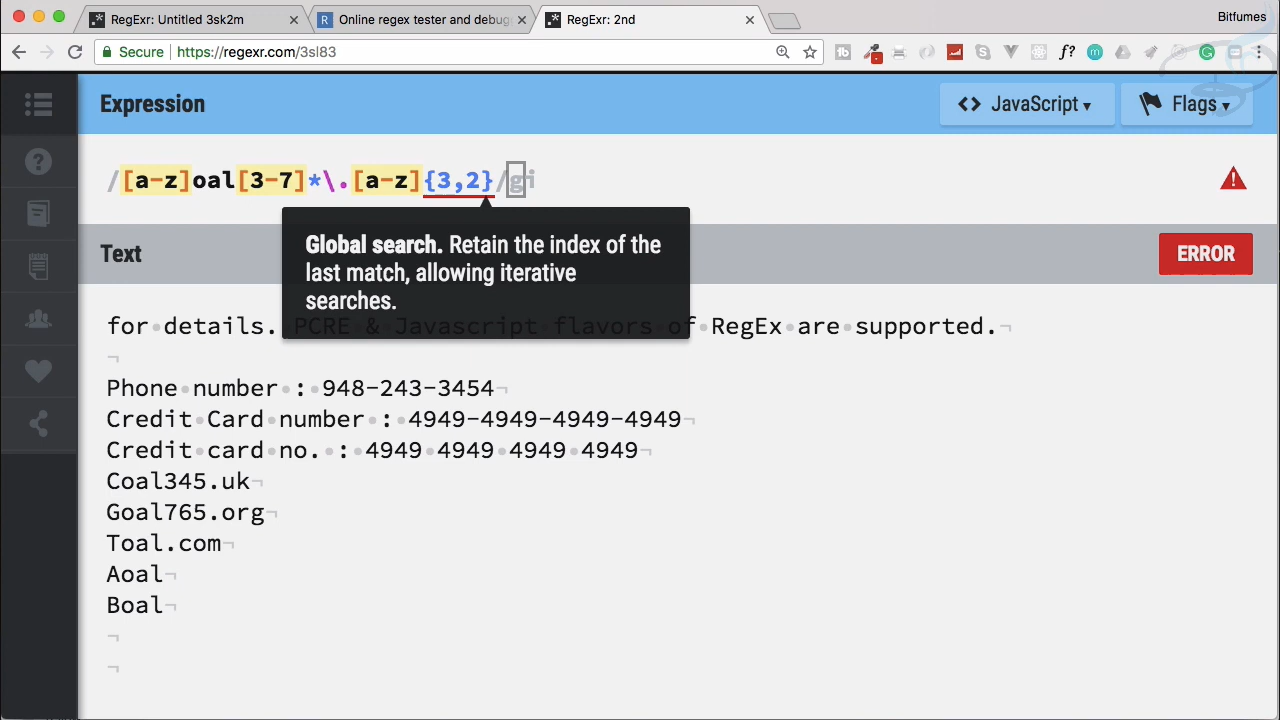 RegExr: Untitled 3sk2m
Online regex tester and debugg
RegExr: 2nd
Bitfumes
Secure https://regexr.com/3sl83
Expression
<> JavaScript
Flags
/[a-z]oal[3-7]*\.[a-z]{3,2}/gi
Global search. Retain the index of the
last match, allowing iterative
searches.
Text
ERROR
for details. PCRE & Javascript flavors of RegEx are supported.
Phone number : 948-243-3454
Credit Card number : 4949-4949-4949-4949
Credit card no. : 4949 4949 4949 4949
Coal345.uk
Goal765.org
Toal.com
Aoal
Boal